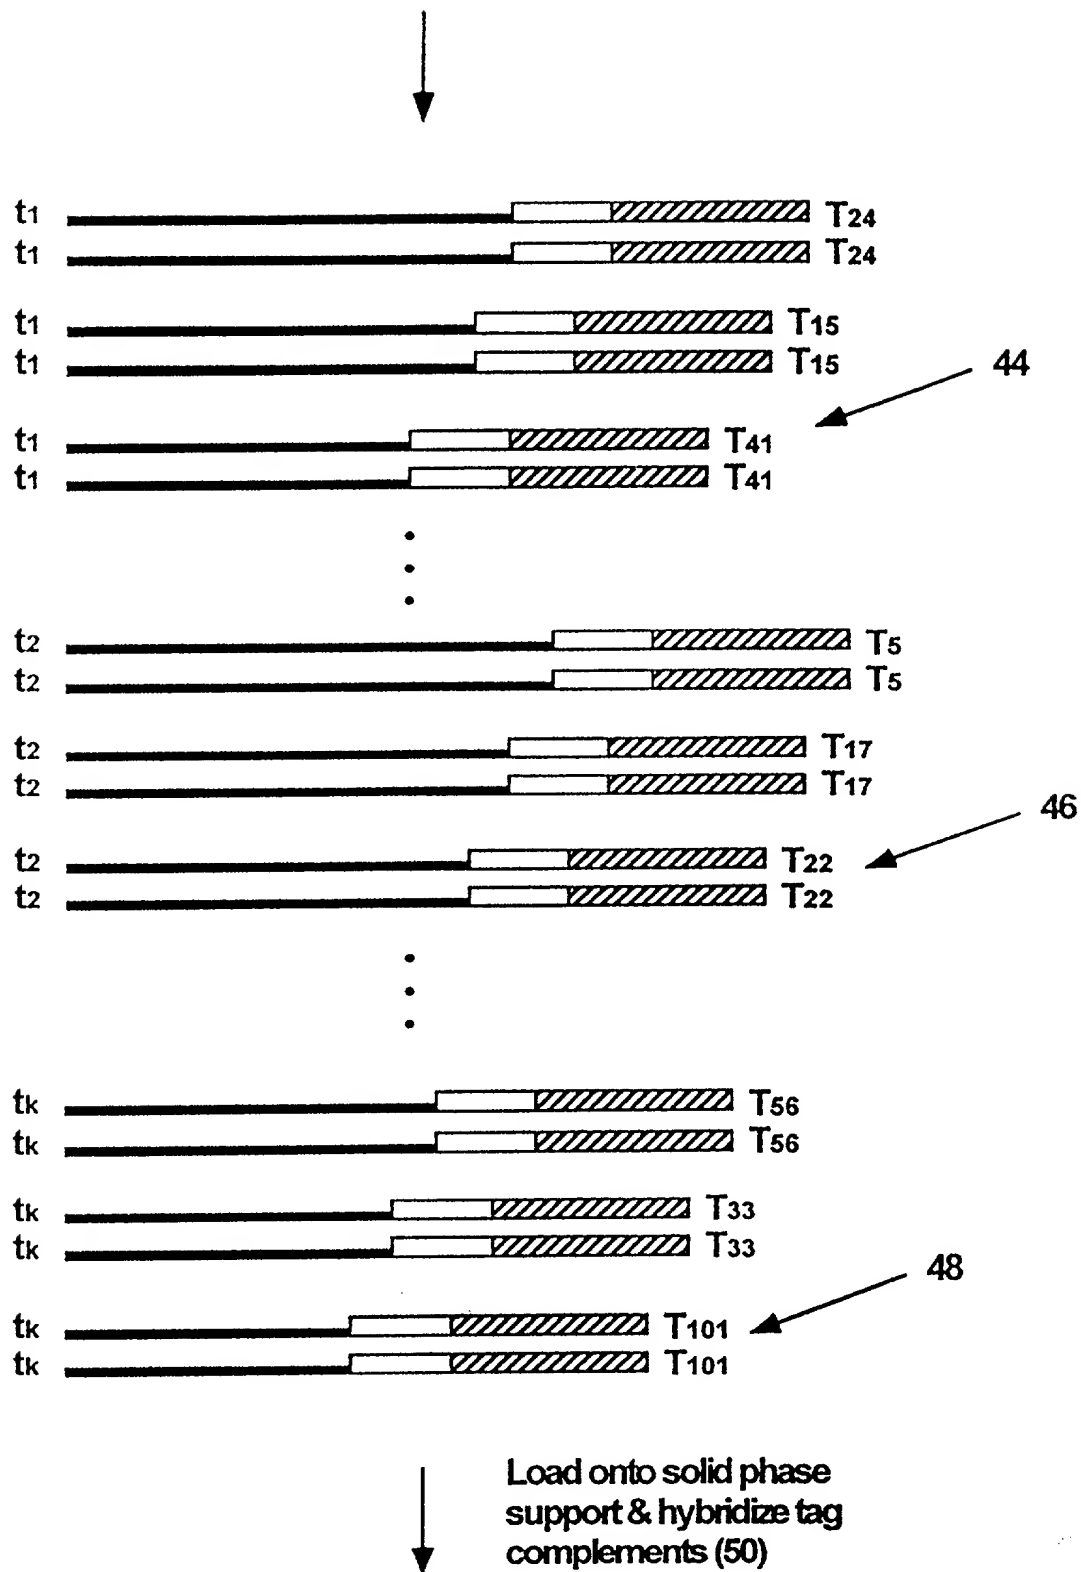 t1 T24
t1 T24
t1 T15
t1 T15
44
t1 T41
t1 T41
t2 T5
t2 T5
t2 T17
t2 T17
46
t2 T22
t2 T22
tk T56
tk T56
tk T33
tk T33
48
tk T101
tk T101
Load onto solid phase
support & hybridize tag
complements (50)